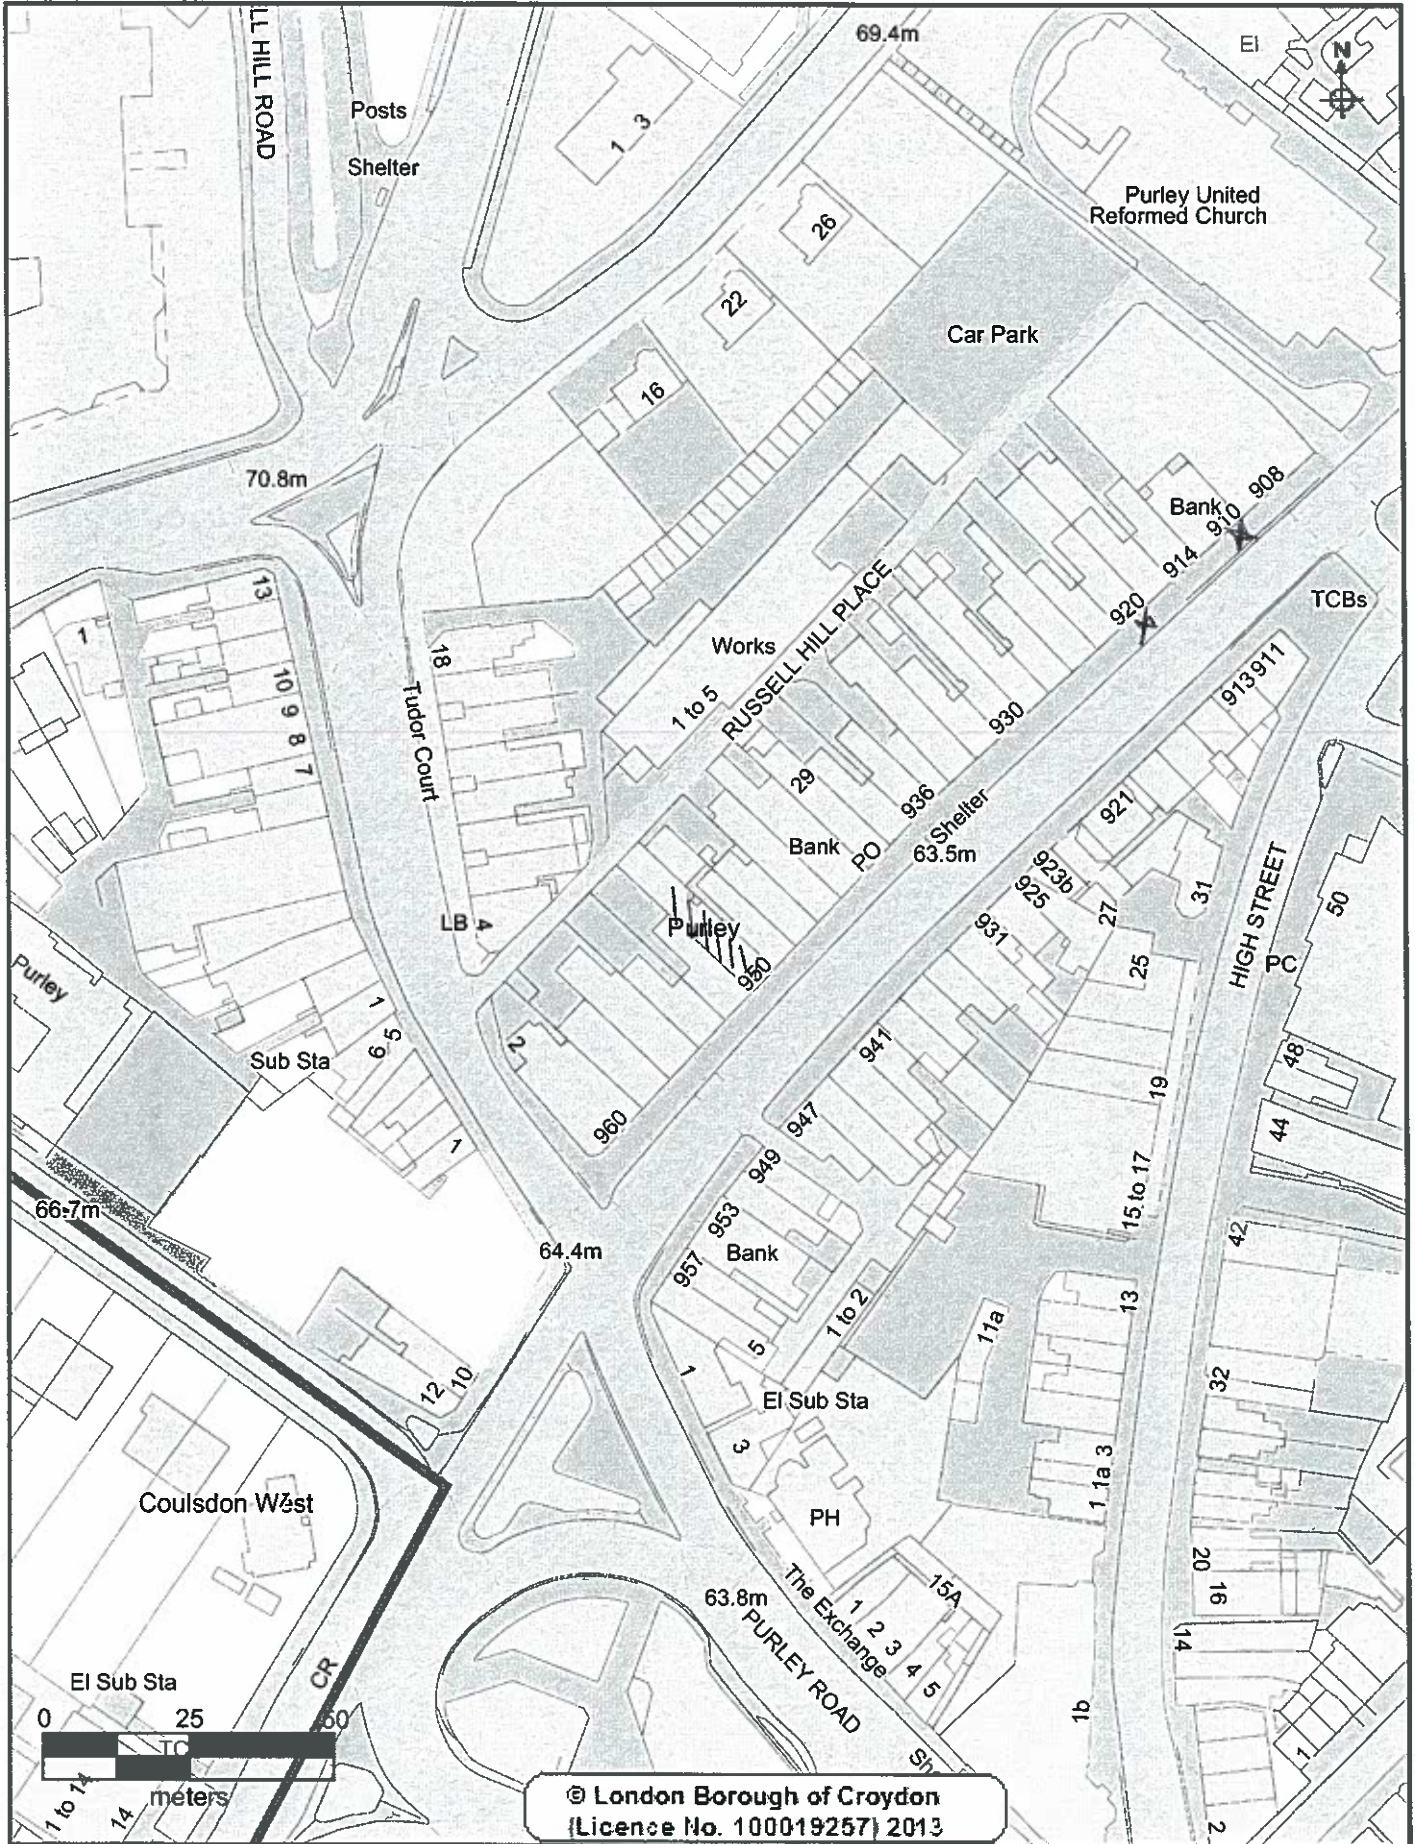 69.4m
El
N
LL HILL ROAD
Posts
1 3
Shelter
Purley United
Reformed Church
26
22
Car Park
16
70.8m
Bank
908
910
914
920
TCBs
13
1
18
Works
RUSSELL HILL PLACE
1 to 5
913 911
10
9
8
7
Tudor Court
930
29
936
Shelter
921
Bank
PO
63.5m
923b
925
27
31
HIGH STREET
50
LB 4
Purley
950
931
25
PC
Purley
1
5
6
2
941
48
Sub Sta
19
1
960
947
44
949
15 to 17
66.7m
953
42
64.4m
Bank
957
1 to 2
13
11a
5
1
12
10
El Sub Sta
32
3
1 1a 3
Coulsdon West
PH
20
16
The Exchange
15A
63.8m
1
2
3
4
5
PURLEY ROAD
14
CR
El Sub Sta
1b
0 25 50
TC
meters
1 to 14
14
1
2
© London Borough of Croydon
(Licence No. 100019257) 2013